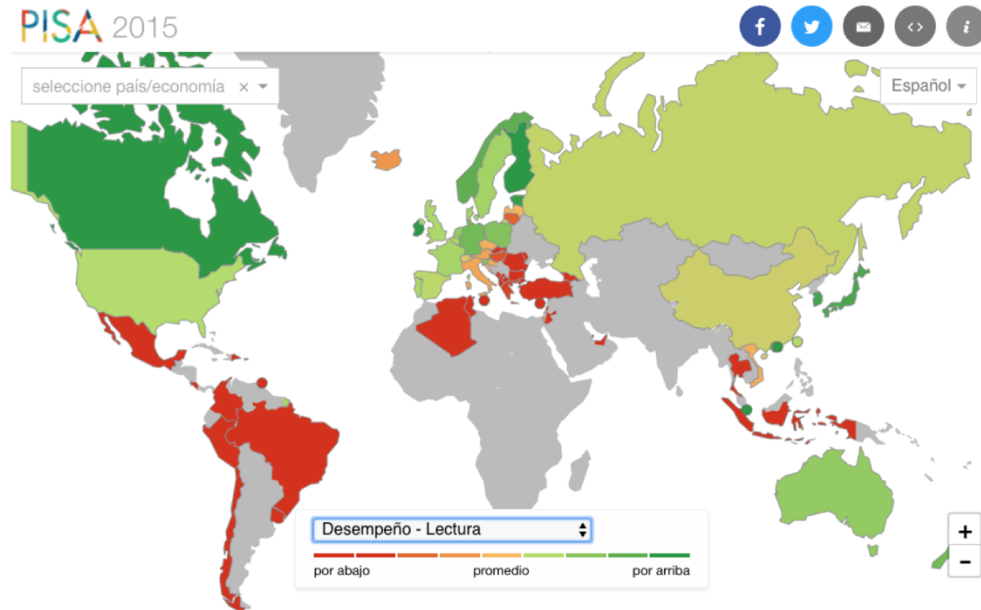 PISA 2015
seleccione país/economía
Español
Desempeño - Lectura
por abajo promedio por arriba